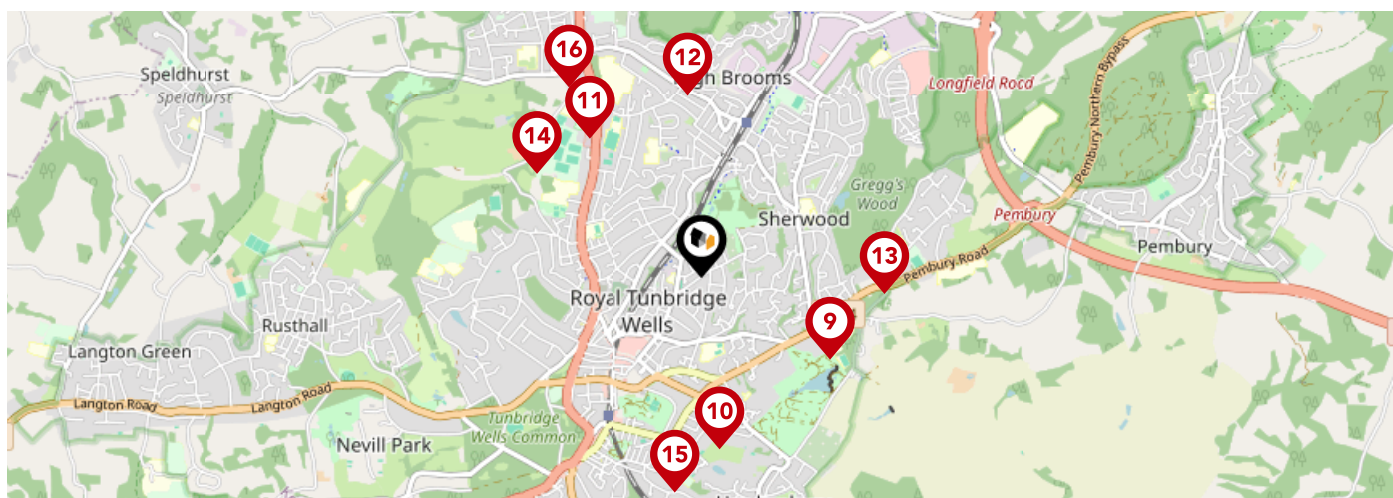 16
12
Speldhurst
Speldhurst
gh Brooms
Longfield Road
Pembury Northern Bypass
11
14
Gregg's
Wood
Sherwood
Pembury
Pembury
13
Pembury Road
Royal Tunbridge
Wells
Rusthall
9
Langton Green
Langton Road
Langton Road
10
Tunbridge
Wells Common
Nevill Park
15